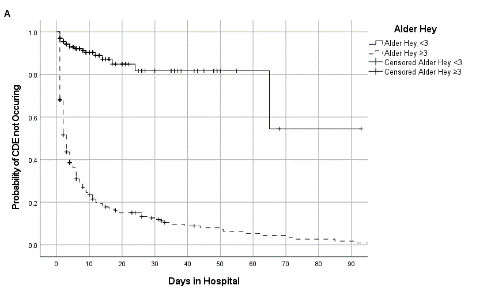 A
Alder Hey
Alder Hey <3
Alder Hey ≥3
Censored Alder Hey <3
Censored Alder Hey ≥3
Probability of CDE not Occuring
1.0
0.8
0.6
0.4
0.2
0.0
0 10 20 30 40 50 60 70 80 90
Days in Hospital